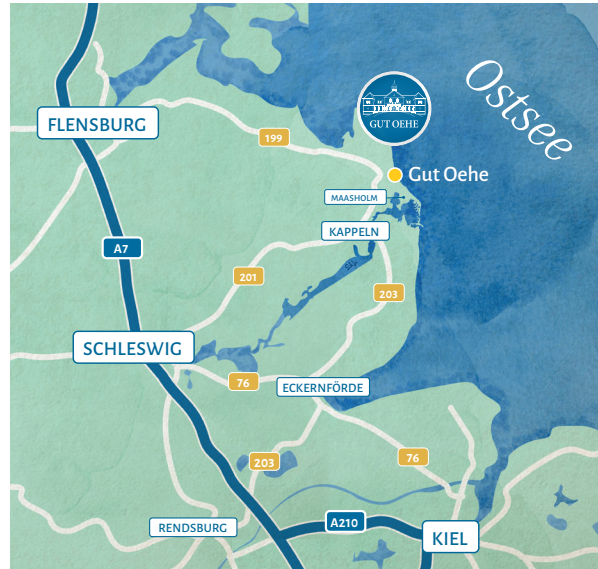 Ostsee
GUT OEHE
FLENSBURG
199
Gut Oehe
MAASHOLM
KAPPELN
A7
201
203
SCHLESWIG
76
ECKERNFÖRDE
203
76
RENDSBURG
A210
KIEL